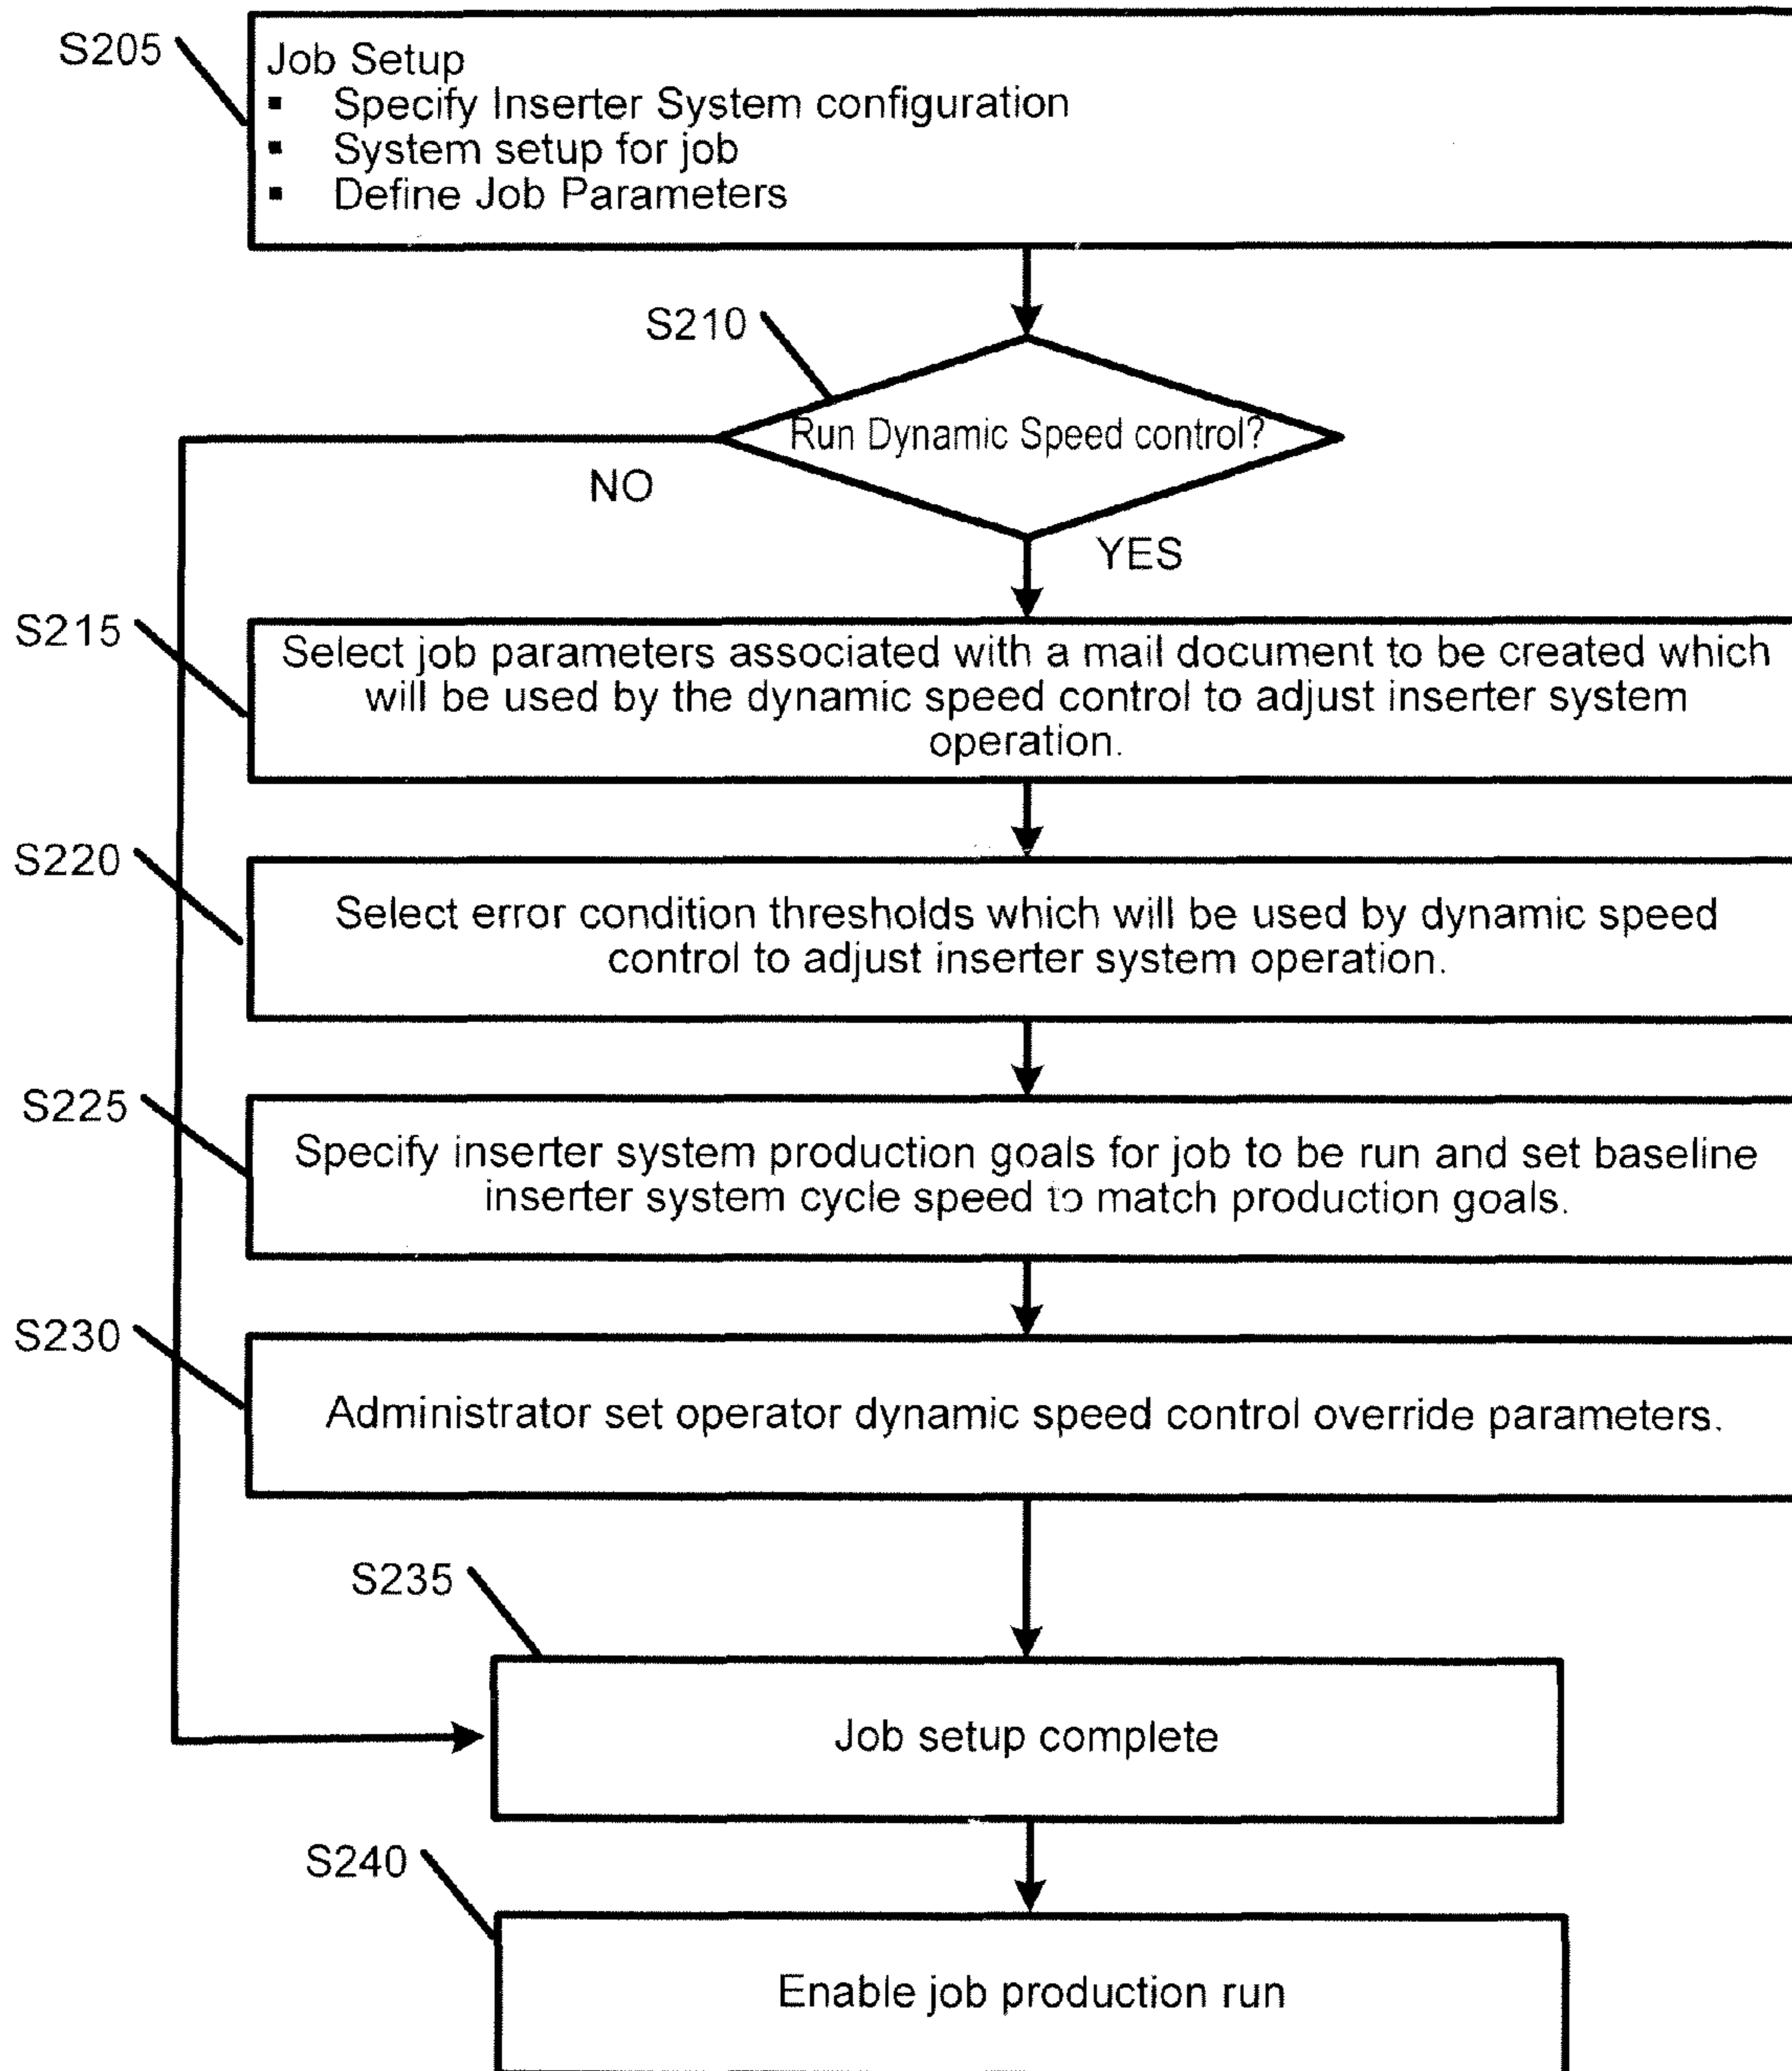 S205
Job Setup
▪ Specify Inserter System configuration
▪ System setup for job
▪ Define Job Parameters
S210
Run Dynamic Speed control?
NO
YES
S215
Select job parameters associated with a mail document to be created which
will be used by the dynamic speed control to adjust inserter system
operation.
S220
Select error condition thresholds which will be used by dynamic speed
control to adjust inserter system operation.
S225
Specify inserter system production goals for job to be run and set baseline
inserter system cycle speed to match production goals.
S230
Administrator set operator dynamic speed control override parameters.
S235
Job setup complete
S240
Enable job production run